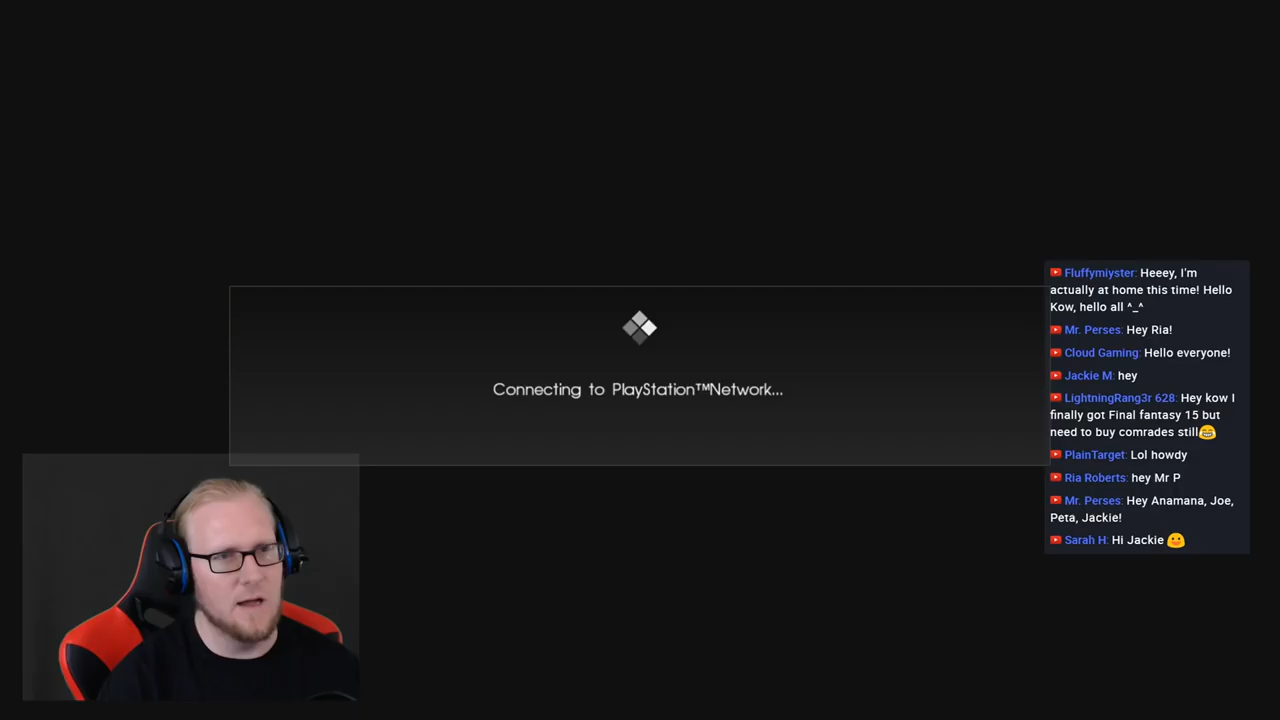 Connecting to PlayStation™Network...
Fluffymiyster: Heeey, I'm
actually at home this time! Hello
Kow, hello all ^_^
Mr. Perses: Hey Ria!
Cloud Gaming: Hello everyone!
Jackie M: hey
LightningRang3r 628: Hey kow I
finally got Final fantasy 15 but
need to buy comrades still😁
PlainTarget: Lol howdy
Ria Roberts: hey Mr P
Mr. Perses: Hey Anamana, Joe,
Peta, Jackie!
Sarah H: Hi Jackie 😛